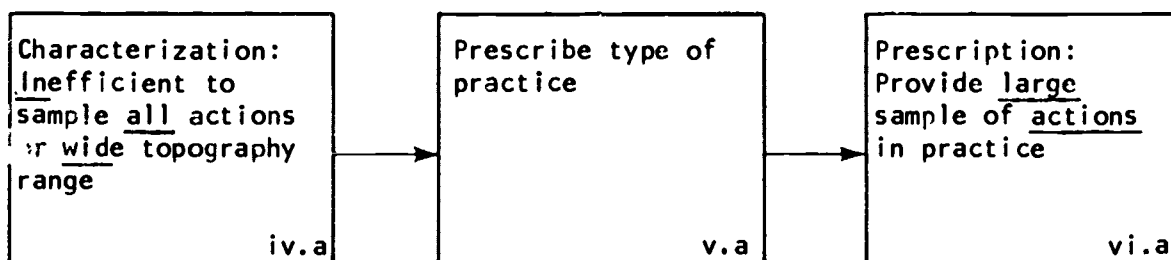 Characterization:
Inefficient to
sample all actions
or wide topography
range
iv.a
Prescribe type of
practice
v.a
Prescription:
Provide large
sample of actions
in practice
vi.a